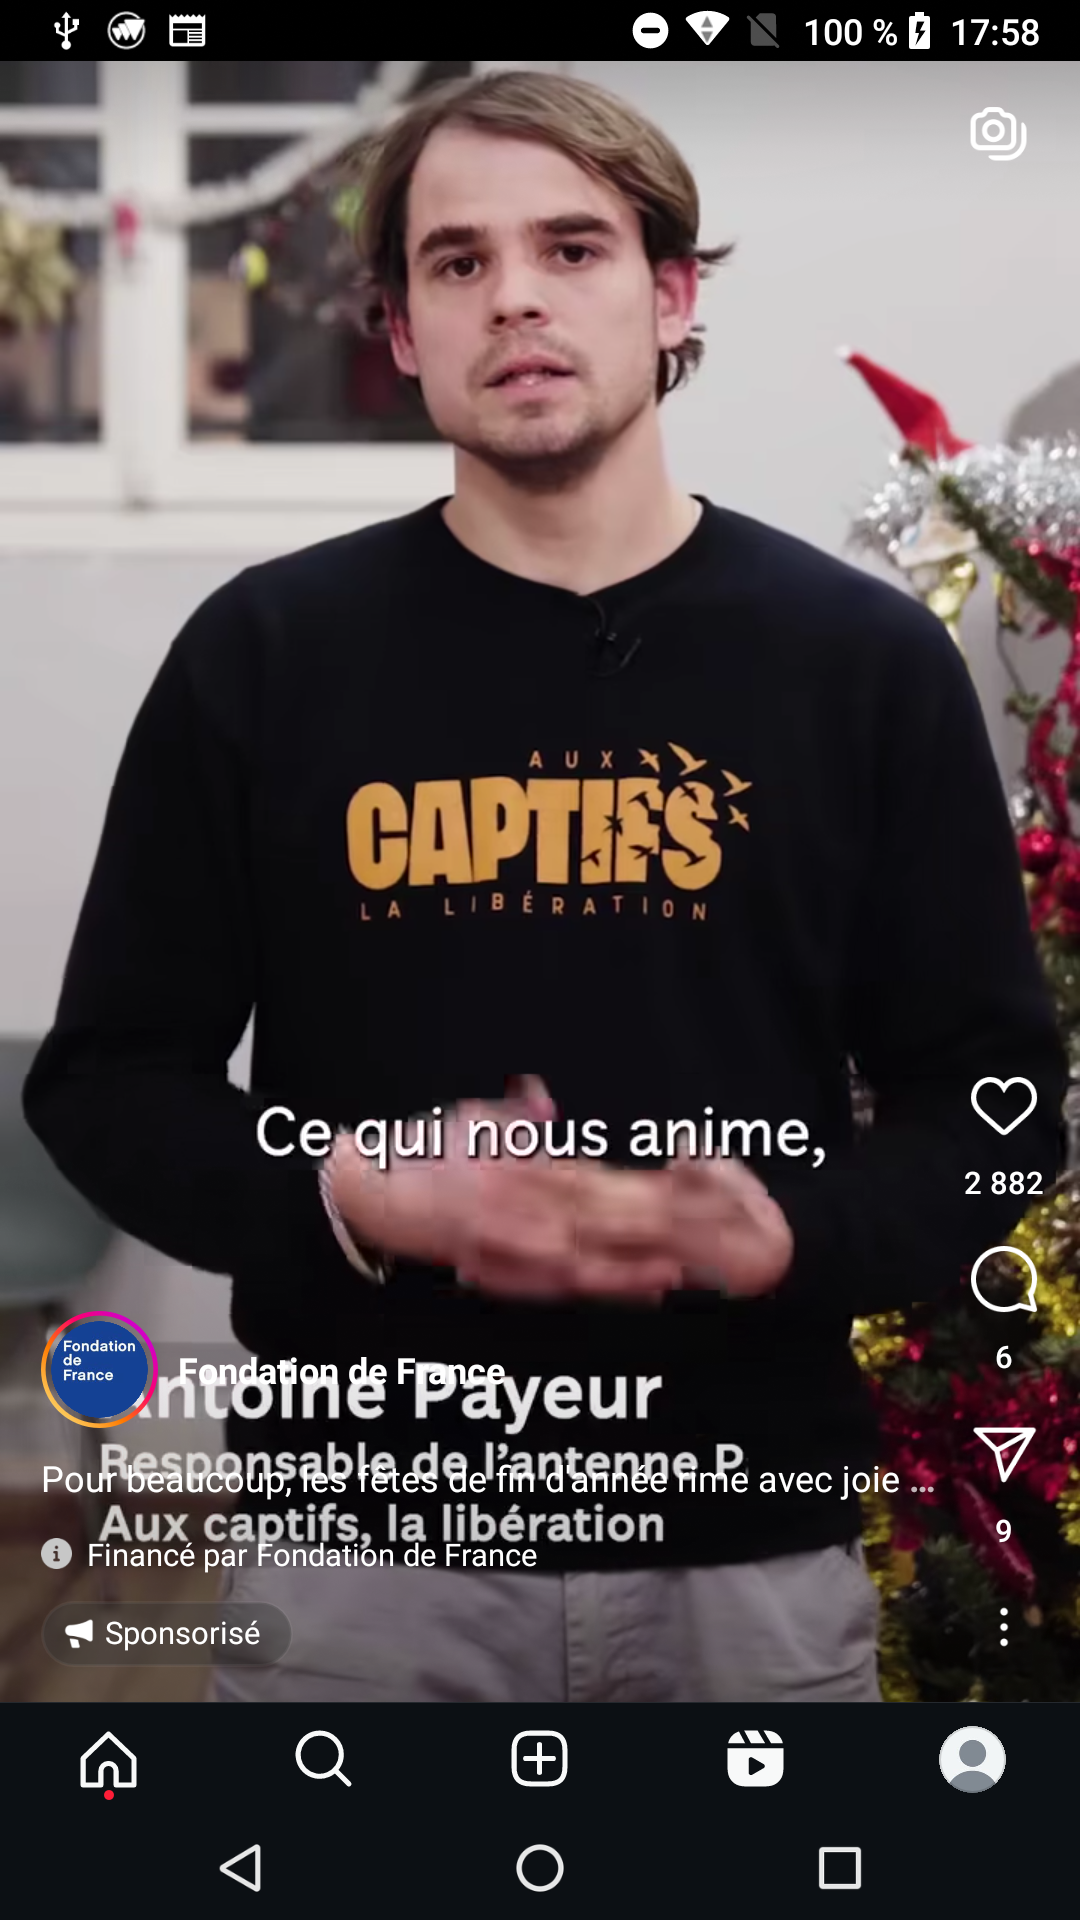 100 % 17:58
AUX
CAPTIFS
LA LIBÉRATION
Ce qui nous anime,
2 882
6
Fondation
de
France
Fondation de France
Antoine Payeur
Responsable de l’antenne P
Pour beaucoup, les fêtes de fin d'année rime avec joie ...
Aux captifs, la libération
9
Financé par Fondation de France
Sponsorisé